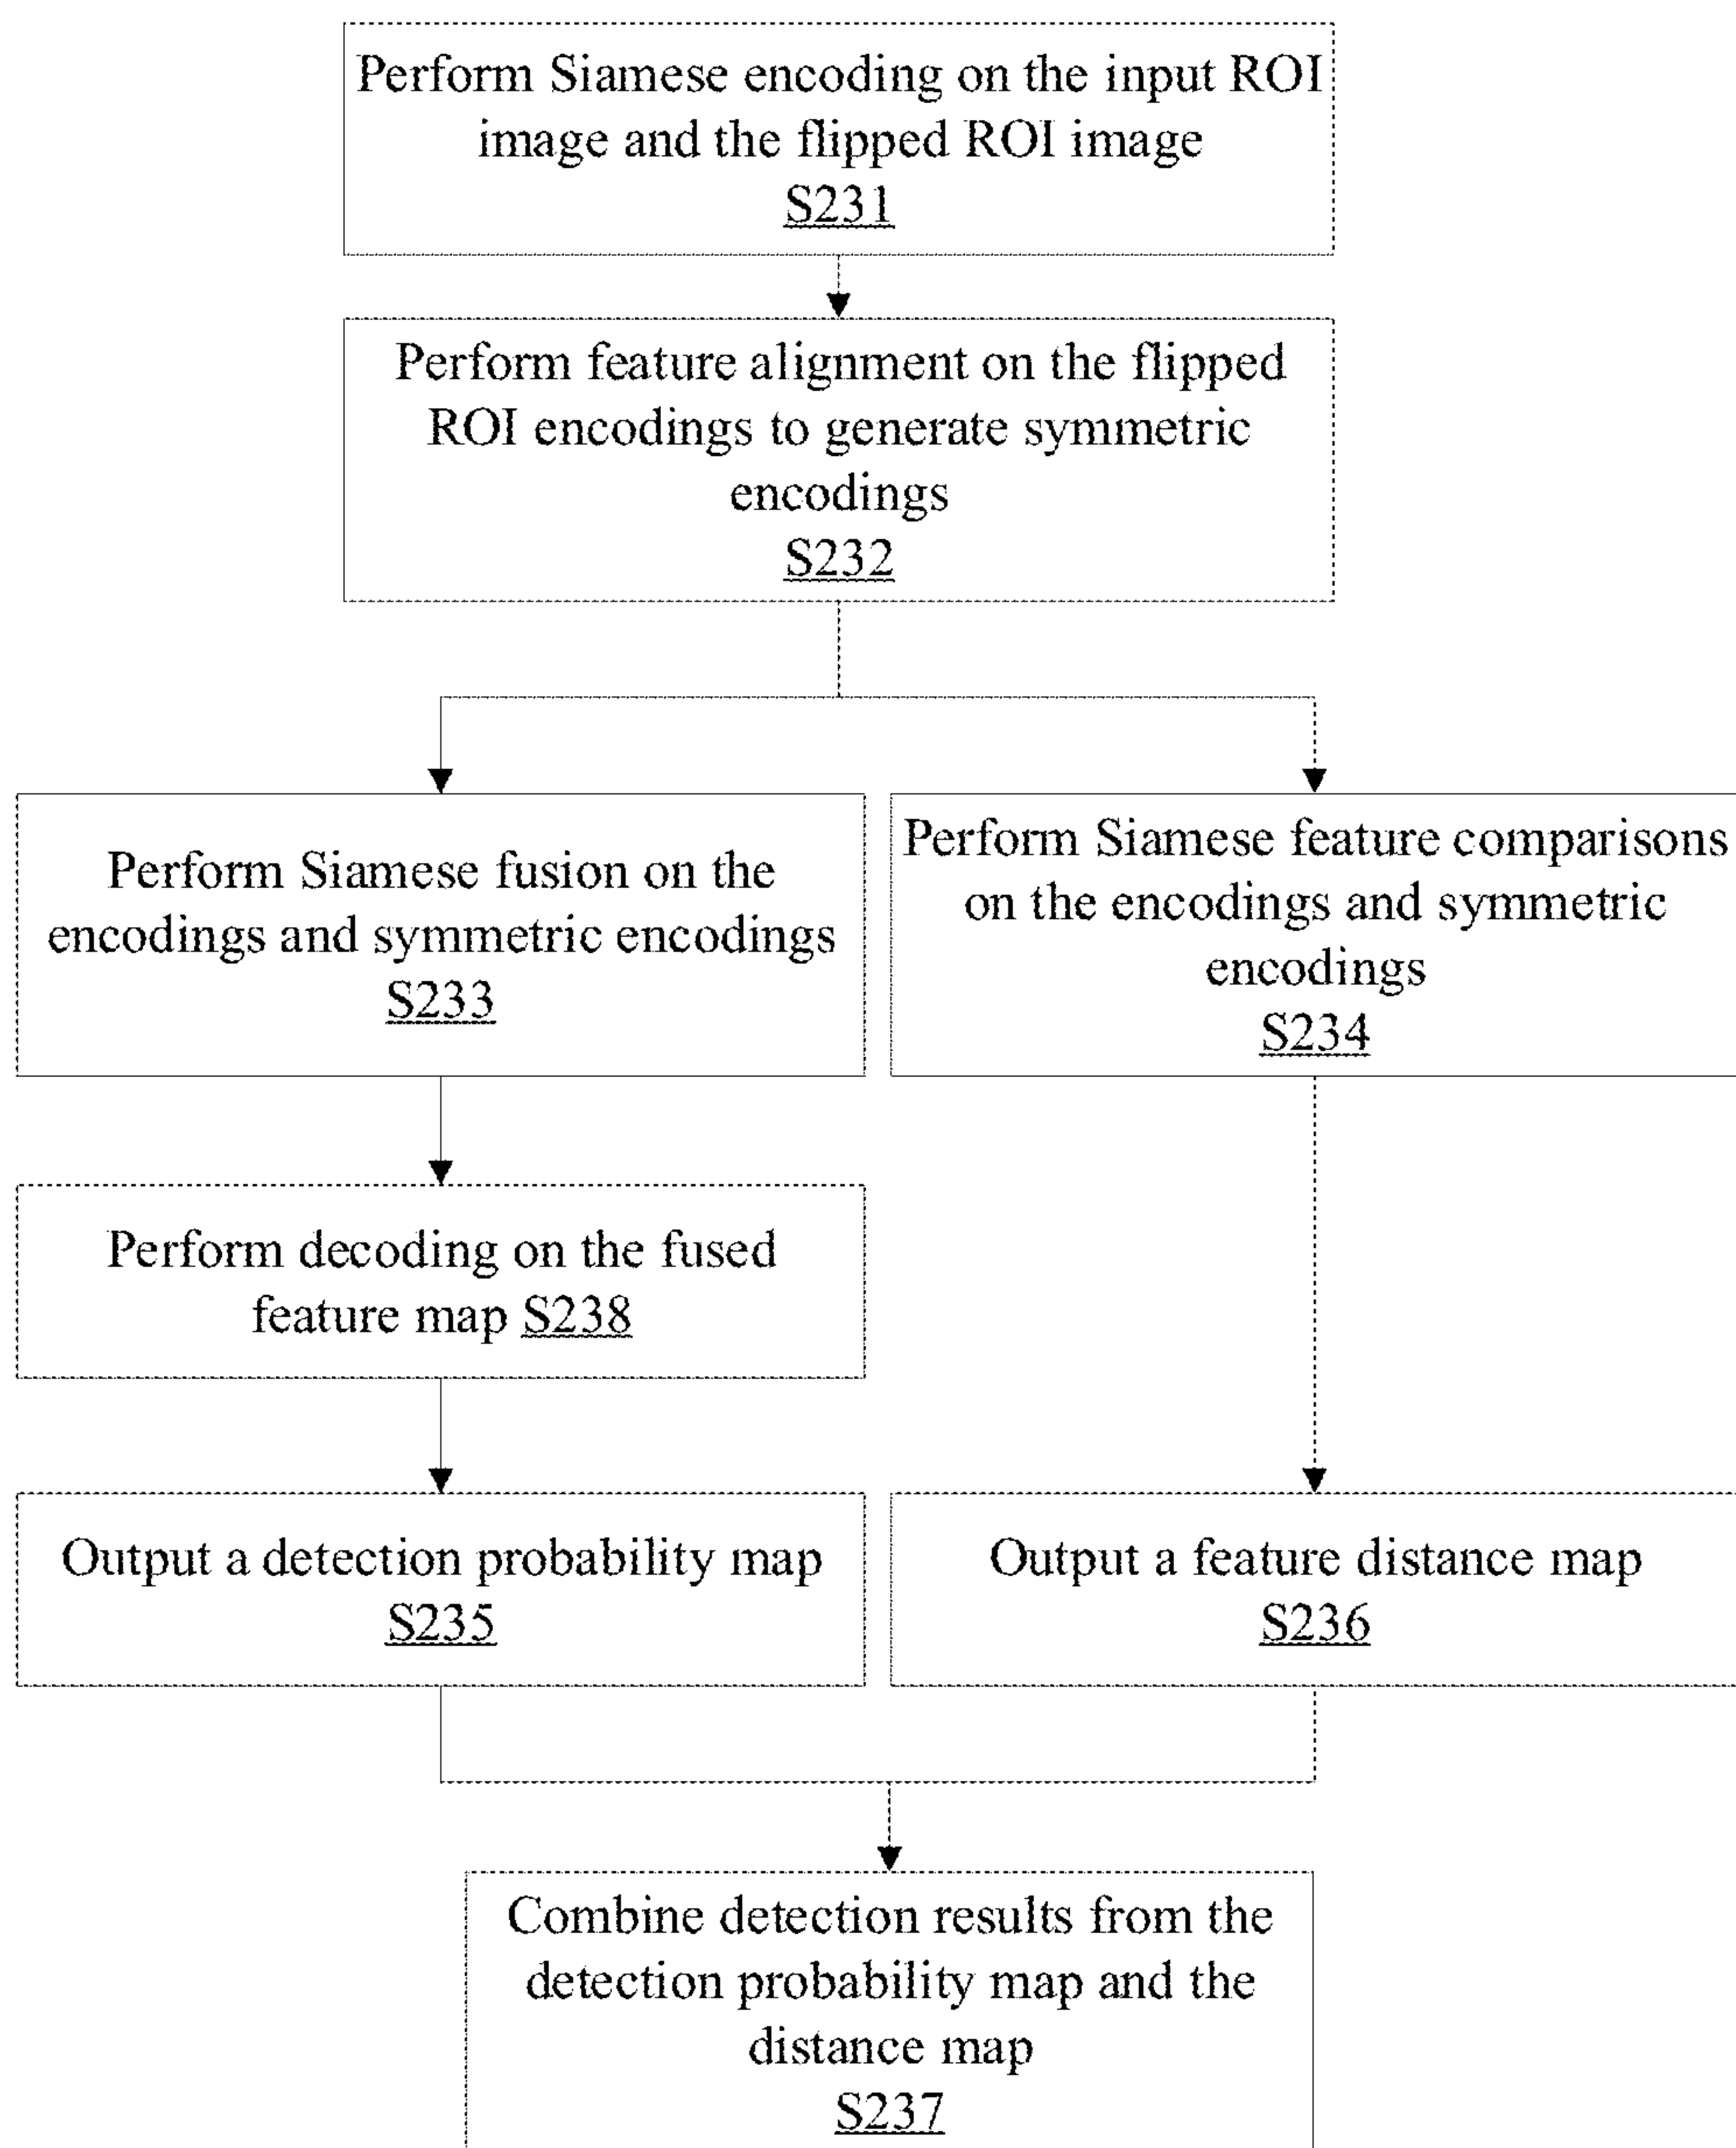 Perform Siamese encoding on the input ROI
image and the flipped ROI image
S231
Perform feature alignment on the flipped
ROI encodings to generate symmetric
encodings
S232
Perform Siamese fusion on the
encodings and symmetric encodings
S233
Perform Siamese feature comparisons
on the encodings and symmetric
encodings
S234
Perform decoding on the fused
feature map S238
Output a detection probability map
S235
Output a feature distance map
S236
Combine detection results from the
detection probability map and the
distance map
S237